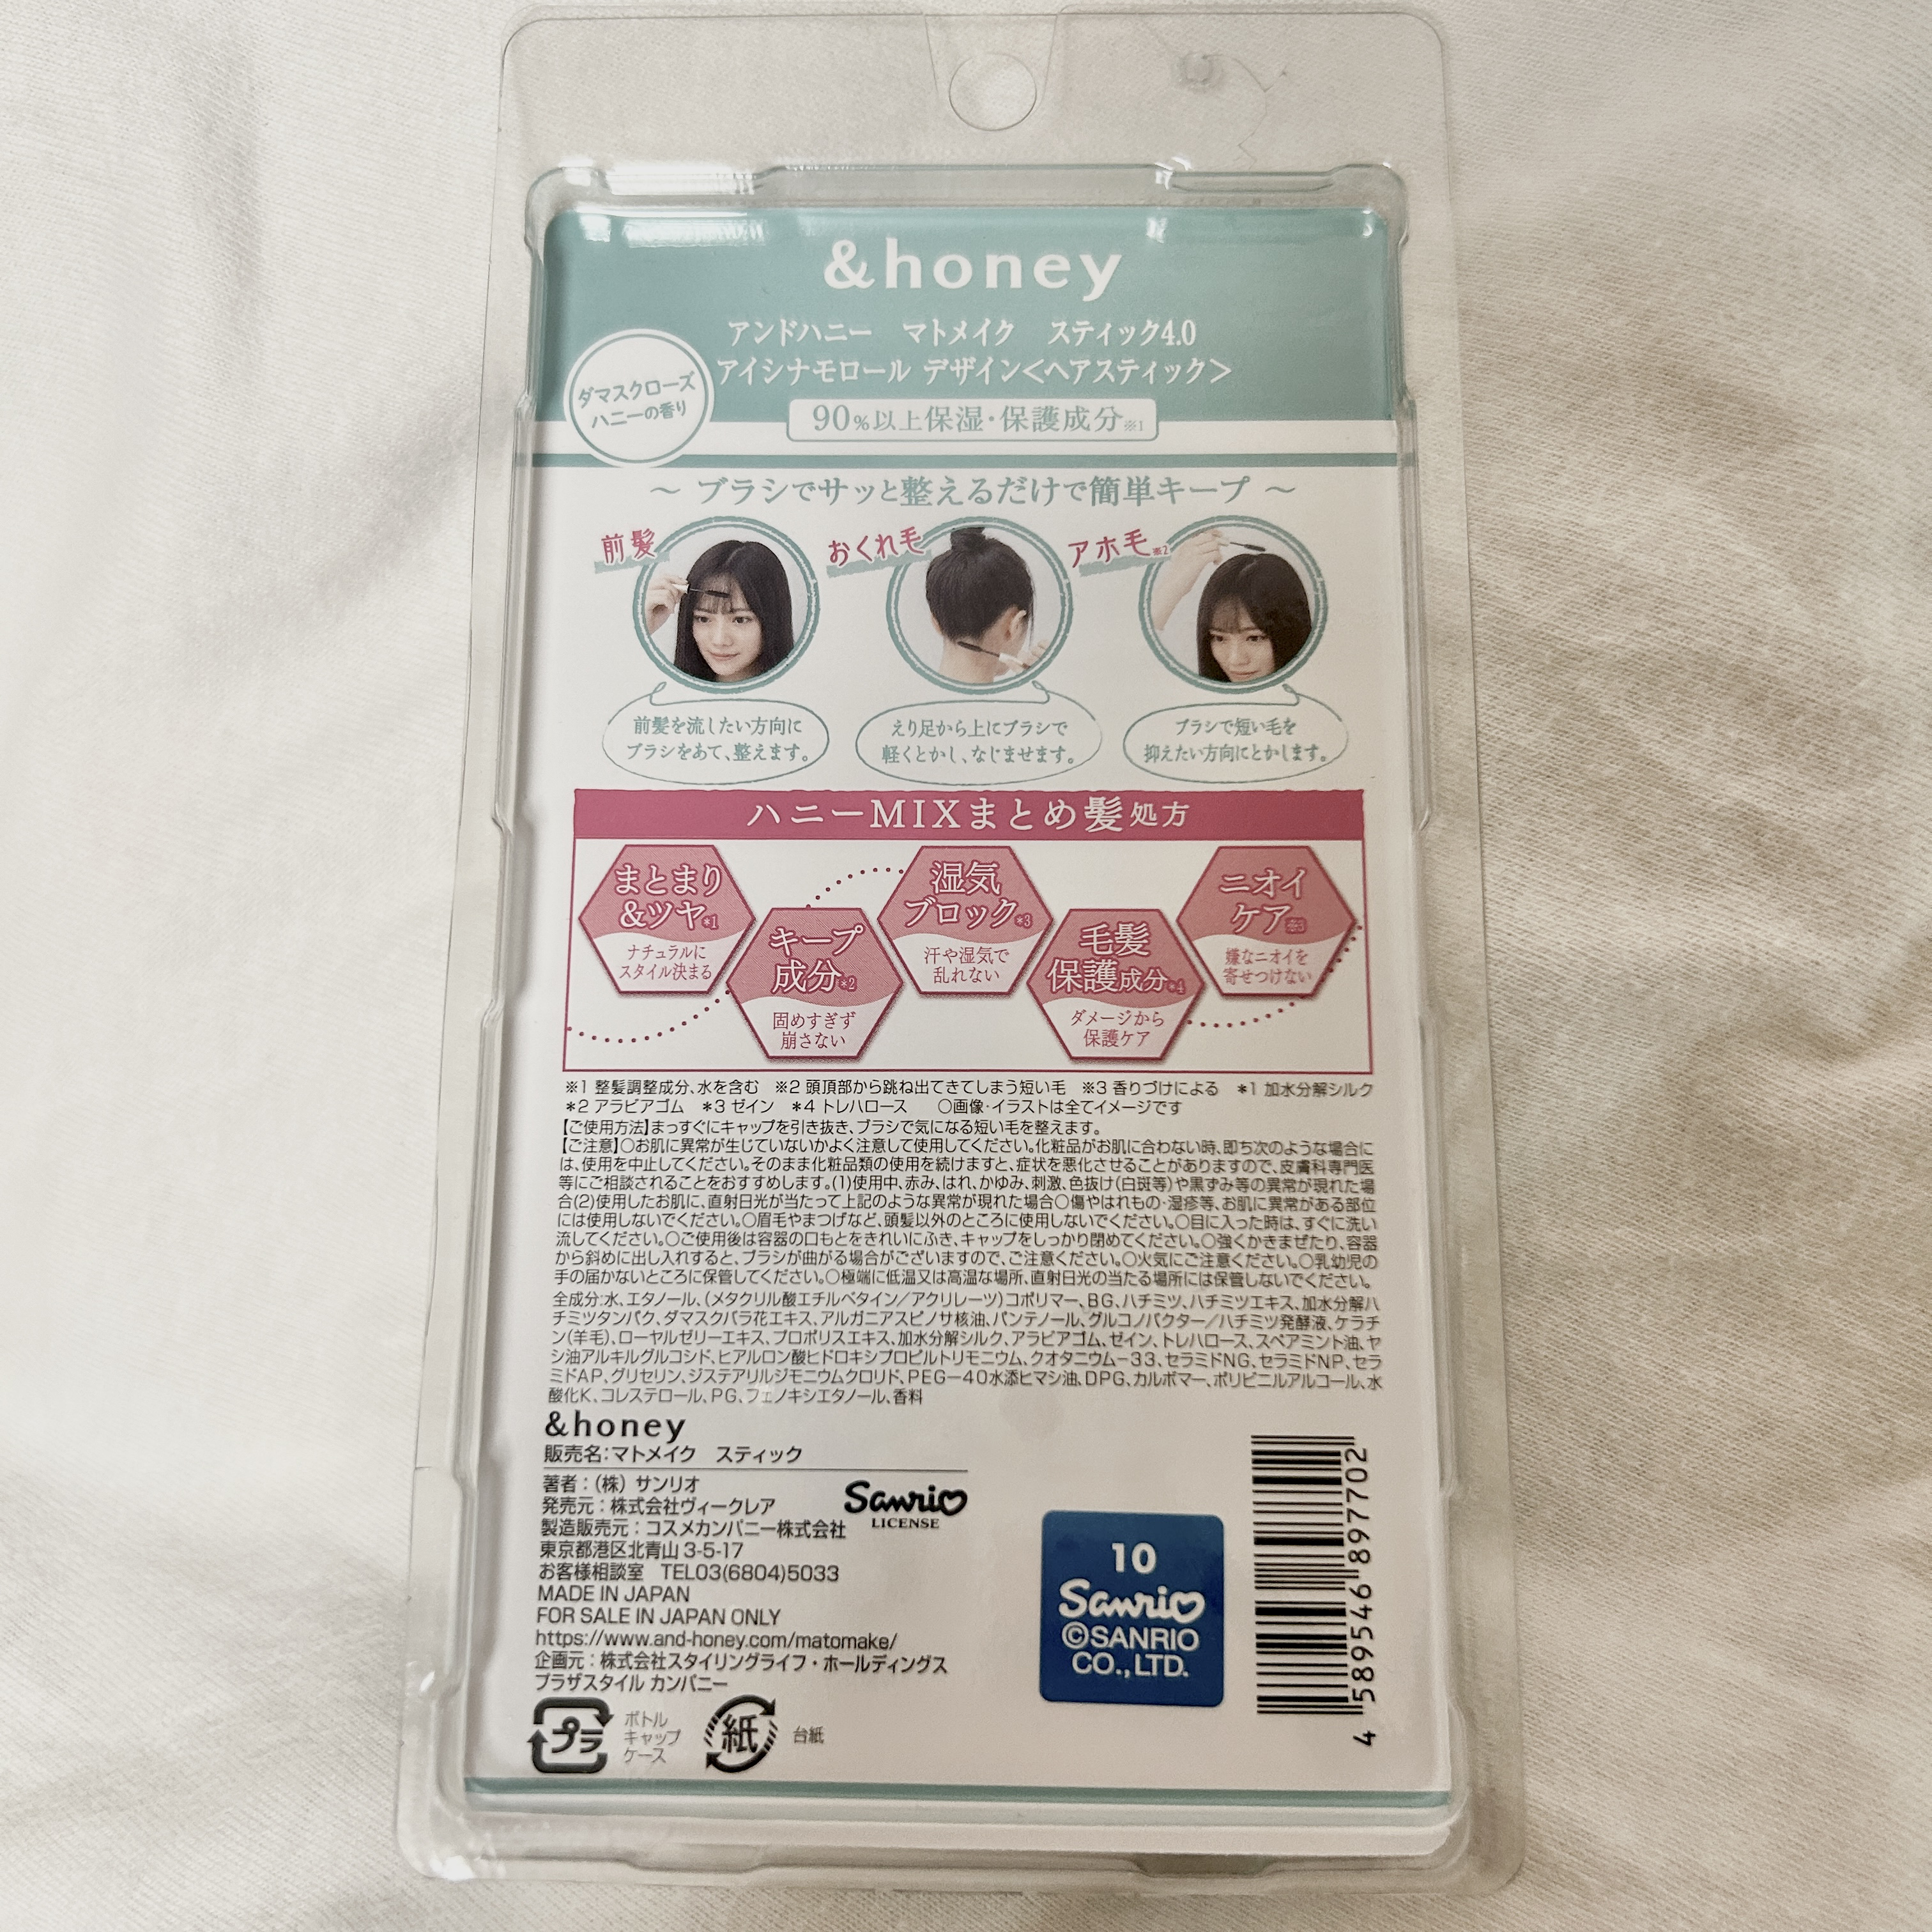 &honey
アンドハニー　マトメイク　スティック4.0
アイシナモロール デザイン<ヘアスティック>
ダマスクローズ
ハニーの香り
90%以上保湿・保護成分※1
～ ブラシでサッと整えるだけで簡単キープ ～
前髪
おくれ毛
アホ毛※2
前髪を流したい方向に
ブラシをあて、整えます。
えり足から上にブラシで
軽くとかし、なじませます。
ブラシで短い毛を
抑えたい方向にとかします。
ハニーMIXまとめ髪処方
まとまり
&ツヤ*1
ナチュラルに
スタイル決まる
キープ
成分*2
固めすぎず
崩さない
湿気
ブロック*3
汗や湿気で
乱れない
毛髪
保護成分*4
ダメージから
保護ケア
ニオイ
ケア※3
嫌なニオイを
寄せつけない
※1 整髪調整成分、水を含む　※2 頭頂部から跳ね出てきてしまう短い毛　※3 香りづけによる　*1 加水分解シルク
*2 アラビアゴム　*3 ゼイン　*4 トレハロース　　○画像・イラストは全てイメージです
【ご使用方法】まっすぐにキャップを引き抜き、ブラシで気になる短い毛を整えます。
【ご注意】○お肌に異常が生じていないかよく注意して使用してください。化粧品がお肌に合わない時、即ち次のような場合に
は、使用を中止してください。そのまま化粧品類の使用を続けますと、症状を悪化させることがありますので、皮膚科専門医
等にご相談されることをおすすめします。(1)使用中、赤み、はれ、かゆみ、刺激、色抜け(白斑等)や黒ずみ等の異常が現れた場
合(2)使用したお肌に、直射日光が当たって上記のような異常が現れた場合○傷やはれもの・湿疹等、お肌に異常がある部位
には使用しないでください。○眉毛やまつげなど、頭髪以外のところに使用しないでください。○目に入った時は、すぐに洗い
流してください。○ご使用後は容器の口もとをきれいにふき、キャップをしっかり閉めてください。○強くかきまぜたり、容器
から斜めに出し入れすると、ブラシが曲がる場合がございますので、ご注意ください。○火気にご注意ください。○乳幼児の
手の届かないところに保管してください。○極端に低温又は高温な場所、直射日光の当たる場所には保管しないでください。
全成分:水、エタノール、(メタクリル酸エチルベタイン／アクリレーツ)コポリマー、BG、ハチミツ、ハチミツエキス、加水分解ハ
チミツタンパク、ダマスクバラ花エキス、アルガニアスピノサ核油、パンテノール、グルコノバクター／ハチミツ発酵液、ケラチ
ン(羊毛)、ローヤルゼリーエキス、プロポリスエキス、加水分解シルク、アラビアゴム、ゼイン、トレハロース、スペアミント油、ヤ
シ油アルキルグルコシド、ヒアルロン酸ヒドロキシプロピルトリモニウム、クオタニウム－33、セラミドNG、セラミドNP、セラ
ミドAP、グリセリン、ジステアリルジモニウムクロリド、PEG－40水添ヒマシ油、DPG、カルボマー、ポリビニルアルコール、水
酸化K、コレステロール、PG、フェノキシエタノール、香料
&honey
販売名：マトメイク　スティック
著者：(株) サンリオ
発売元：株式会社ヴィークレア
製造販売元：コスメカンパニー株式会社
東京都港区北青山 3-5-17
お客様相談室　TEL03(6804)5033
MADE IN JAPAN
FOR SALE IN JAPAN ONLY
https://www.and-honey.com/matomake/
企画元：株式会社スタイリングライフ・ホールディングス
プラザスタイル カンパニー
Sanrio
LICENSE
10
Sanrio
©SANRIO
CO.,LTD.
4 589546 897702
プラ
ボトル
キャップ
ケース
紙
台紙